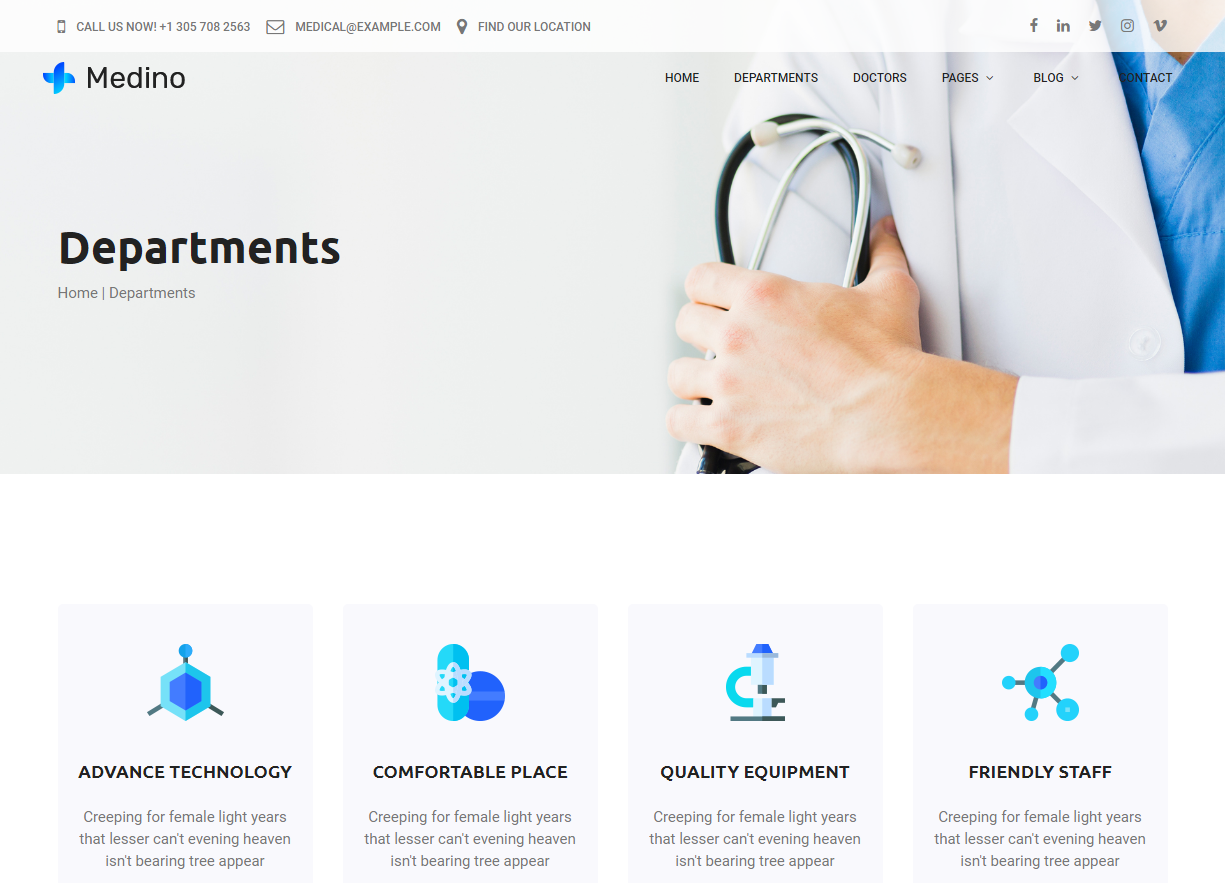 CALL US NOW! +1 305 708 2563 MEDICAL@EXAMPLE.COM FIND OUR LOCATION
Medino HOME DEPARTMENTS DOCTORS PAGES BLOG CONTACT
Departments
Home | Departments
ADVANCE TECHNOLOGY
Creeping for female light years
that lesser can't evening heaven
isn't bearing tree appear
COMFORTABLE PLACE
Creeping for female light years
that lesser can't evening heaven
isn't bearing tree appear
QUALITY EQUIPMENT
Creeping for female light years
that lesser can't evening heaven
isn't bearing tree appear
FRIENDLY STAFF
Creeping for female light years
that lesser can't evening heaven
isn't bearing tree appear